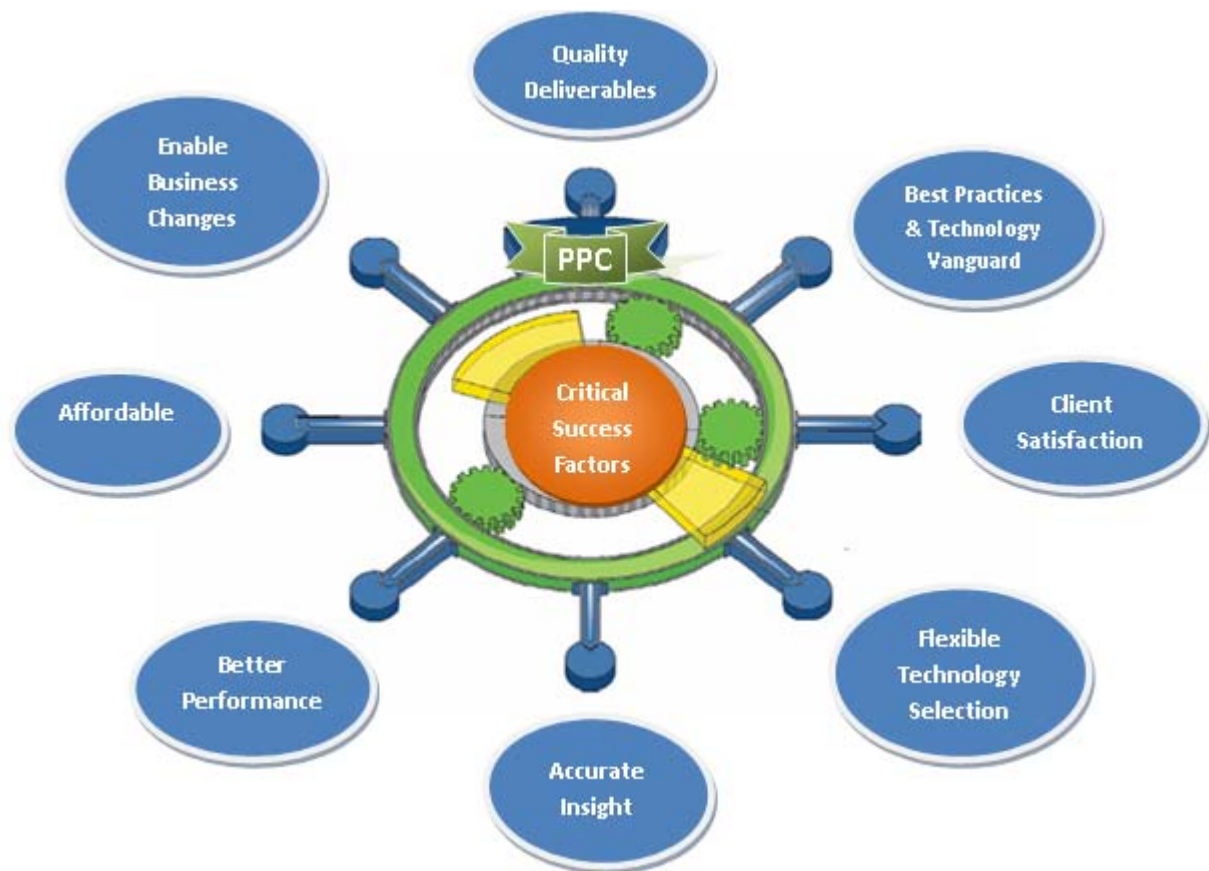 Quality
Deliverables
Enable
Business
Changes
Best Practices
& Technology
Vanguard
PPC
Affordable
Critical
Success
Factors
Client
Satisfaction
Better
Performance
Flexible
Technology
Selection
Accurate
Insight